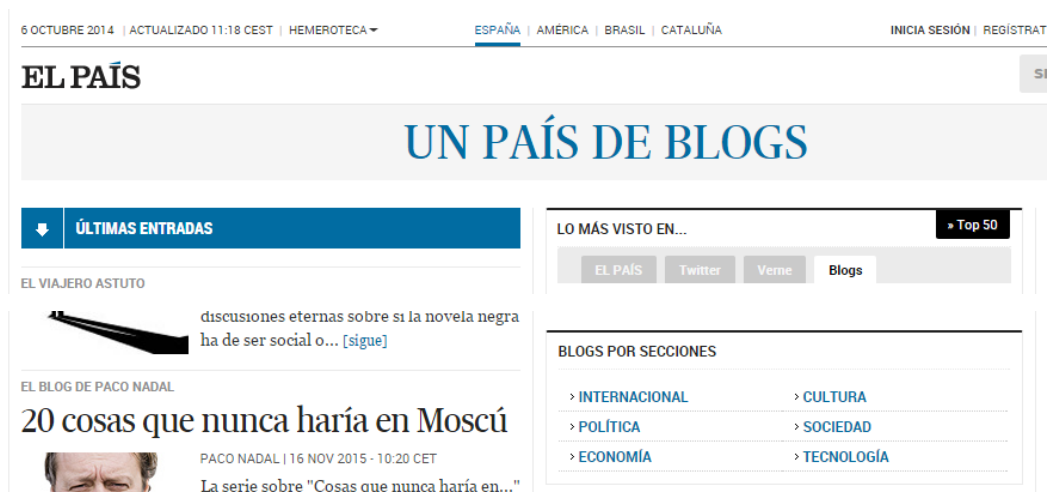 6 OCTUBRE 2014 | ACTUALIZADO 11:18 CEST | HEMEROTECA
ESPAÑA | AMÉRICA | BRASIL | CATALUÑA
INICIA SESIÓN | REGÍSTRAT
EL PAÍS
UN PAÍS DE BLOGS
ÚLTIMAS ENTRADAS
EL VIAJERO ASTUTO
discusiones eternas sobre si la novela negra
ha de ser social o... [sigue]
EL BLOG DE PACO NADAL
20 cosas que nunca haría en Moscú
PACO NADAL | 16 NOV 2015 - 10:20 CET
La serie sobre "Cosas que nunca haría en..."
LO MÁS VISTO EN...
» Top 50
EL PAÍS Twitter Verne Blogs
BLOGS POR SECCIONES
› INTERNACIONAL › CULTURA
› POLÍTICA › SOCIEDAD
› ECONOMÍA › TECNOLOGÍA